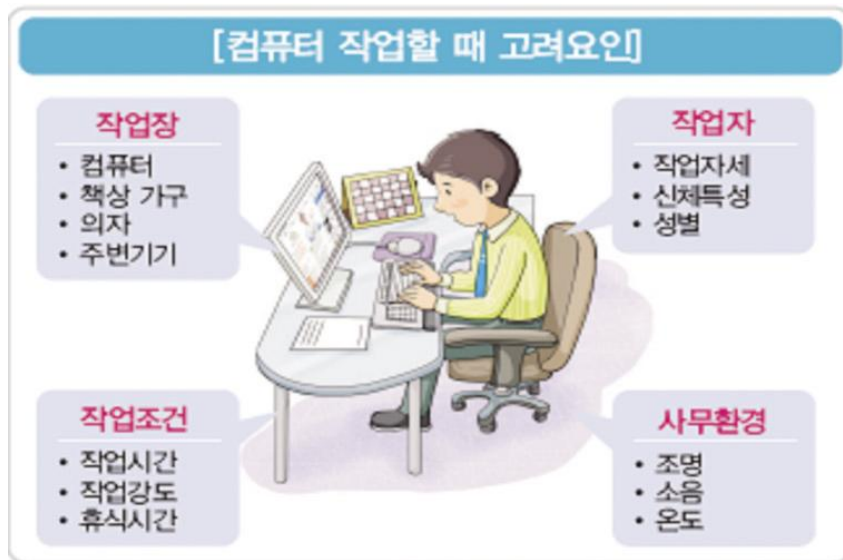 [컴퓨터 작업할 때 고려요인]
작업장
• 컴퓨터
• 책상 가구
• 의자
• 주변기기
작업자
• 작업자세
• 신체특성
• 성별
작업조건
• 작업시간
• 작업강도
• 휴식시간
사무환경
• 조명
• 소음
• 온도